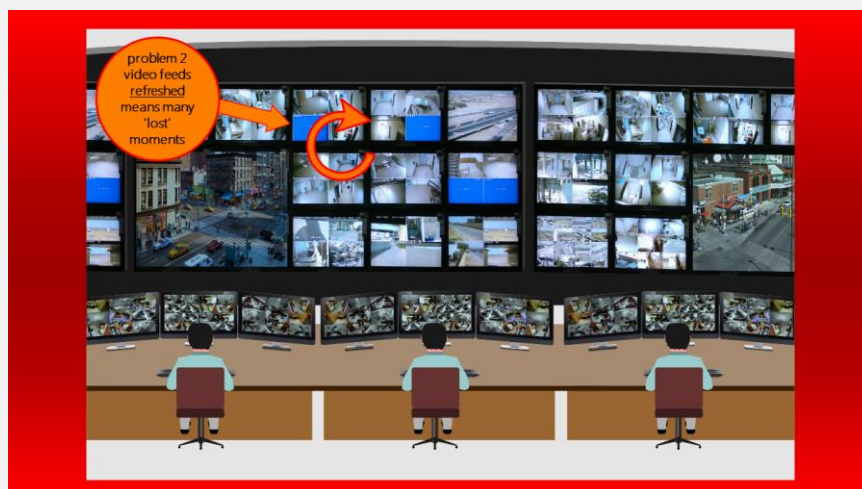 problem 2
video feeds
refreshed
means many
‘lost’
moments